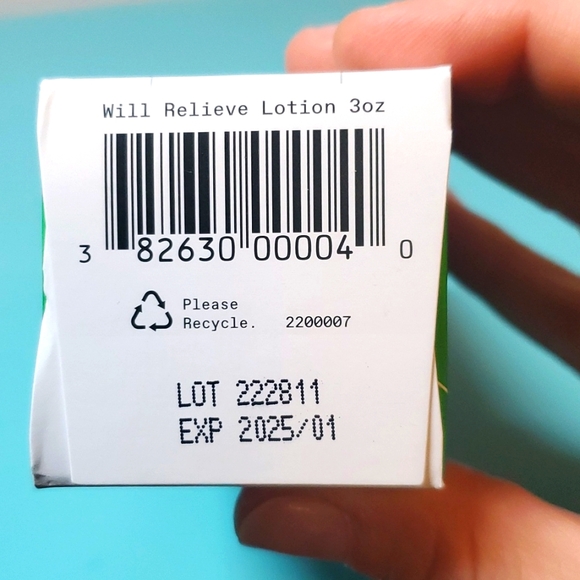 Will Relieve Lotion 3oz
3 82630 00004 0
Please
Recycle. 2200007
LOT 222811
EXP 2025/01